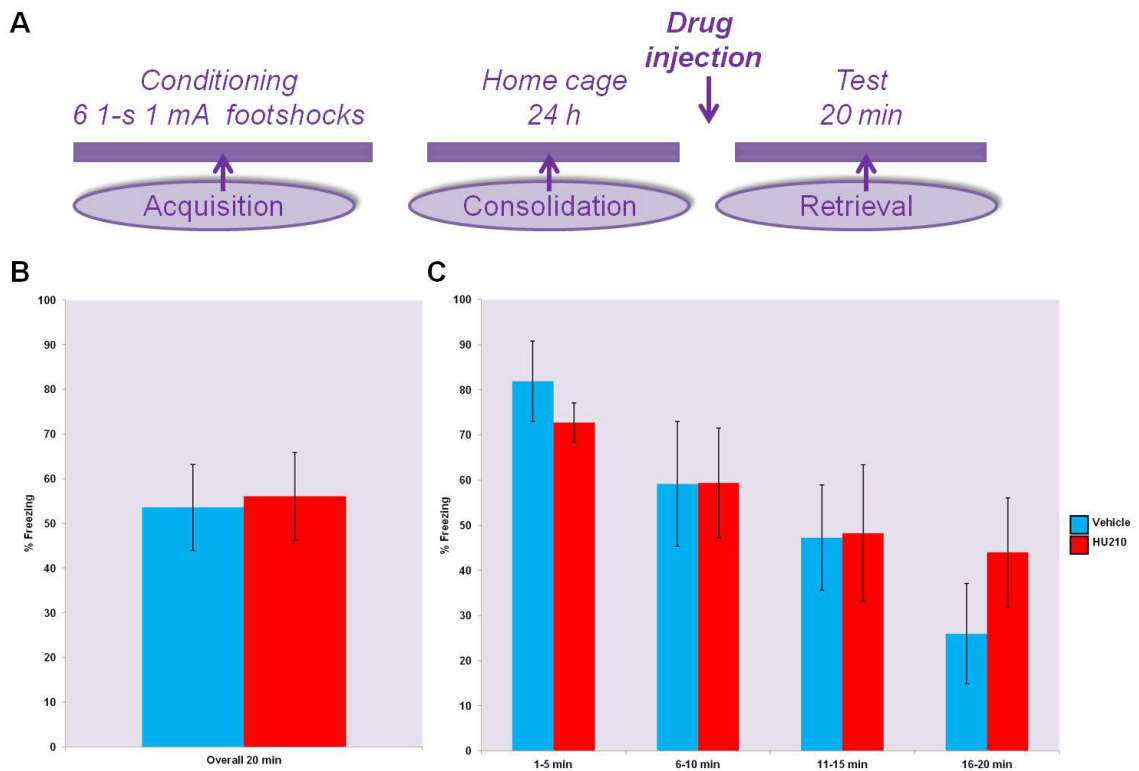 A
Drug
injection
Conditioning
6 1-s 1 mA footshocks
Home cage
24 h
Test
20 min
Acquisition
Consolidation
Retrieval
B
% Freezing
100
90
80
70
60
50
40
30
20
10
0
Overall 20 min
C
% Freezing
100
90
80
70
60
50
40
30
20
10
0
1-5 min
6-10 min
11-15 min
16-20 min
Vehicle
HU210